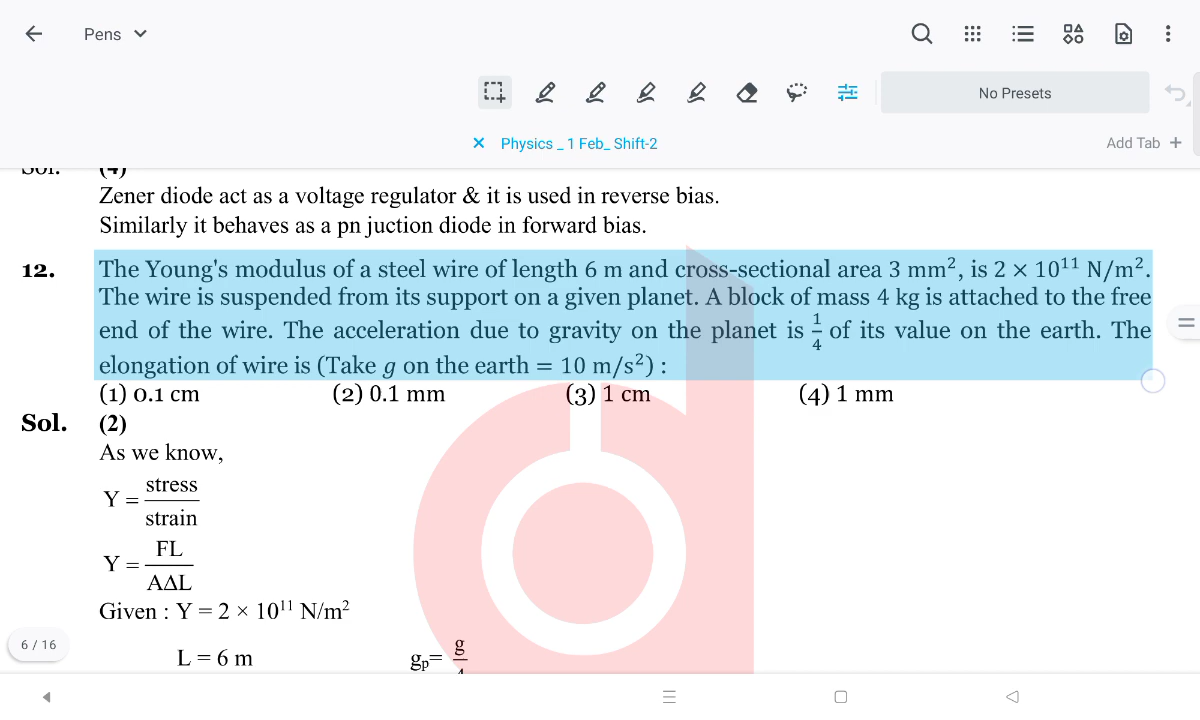 Pens
No Presets
× Physics _ 1 Feb_ Shift-2
Add Tab +
Sol. (4)
Zener diode act as a voltage regulator & it is used in reverse bias.
Similarly it behaves as a pn juction diode in forward bias.
12. The Young's modulus of a steel wire of length 6 m and cross-sectional area 3 mm², is 2 × 10¹¹ N/m².
The wire is suspended from its support on a given planet. A block of mass 4 kg is attached to the free
end of the wire. The acceleration due to gravity on the planet is 1/4 of its value on the earth. The
elongation of wire is (Take g on the earth = 10 m/s²) :
(1) 0.1 cm (2) 0.1 mm (3) 1 cm (4) 1 mm
Sol. (2)
As we know,
Y = stress/strain
Y = FL/AΔL
Given : Y = 2 × 10¹¹ N/m²
6 / 16
L = 6 m gₚ= g/4